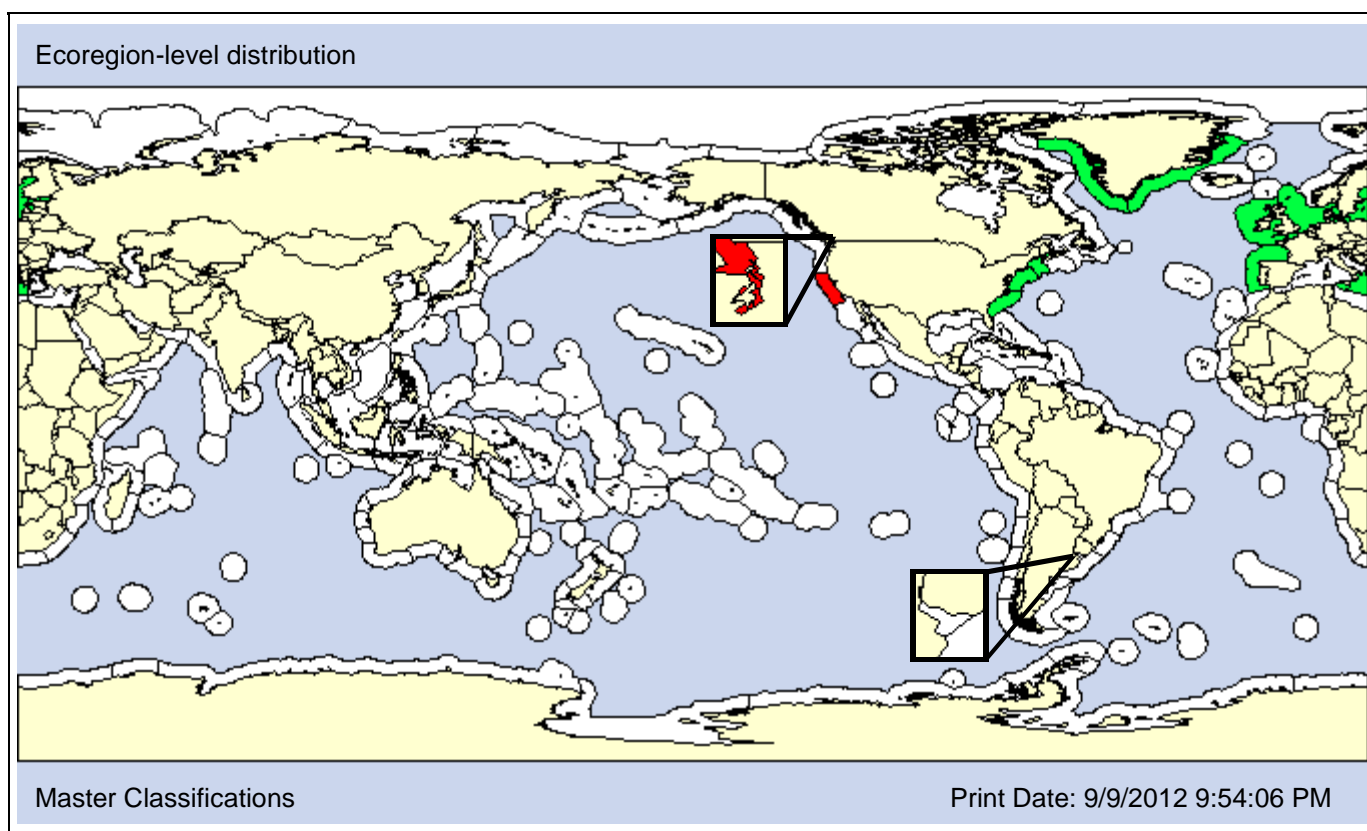 Ecoregion-level distribution
Master Classifications
Print Date: 9/9/2012 9:54:06 PM